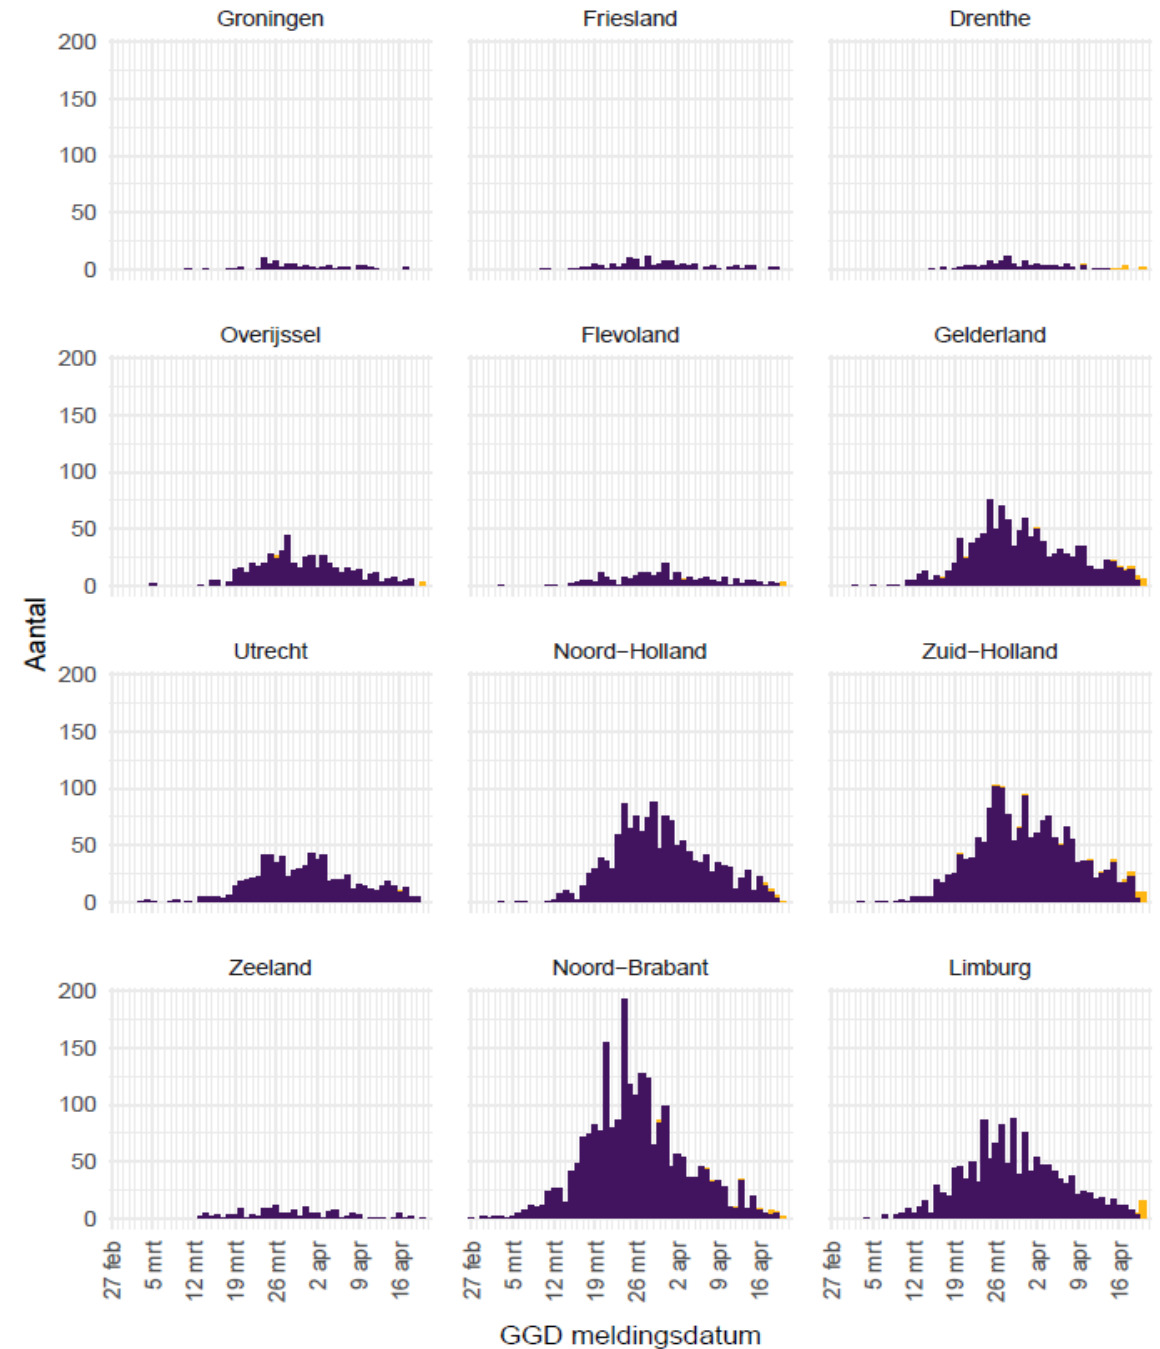 Groningen Friesland Drenthe
200
150
100
50
0
Overijssel Flevoland Gelderland
200
150
100
50
0
Aantal
Utrecht Noord−Holland Zuid−Holland
200
150
100
50
0
Zeeland Noord−Brabant Limburg
200
150
100
50
0
27 feb 5 mrt 12 mrt 19 mrt 26 mrt 2 apr 9 apr 16 apr 27 feb 5 mrt 12 mrt 19 mrt 26 mrt 2 apr 9 apr 16 apr 27 feb 5 mrt 12 mrt 19 mrt 26 mrt 2 apr 9 apr 16 apr
GGD meldingsdatum